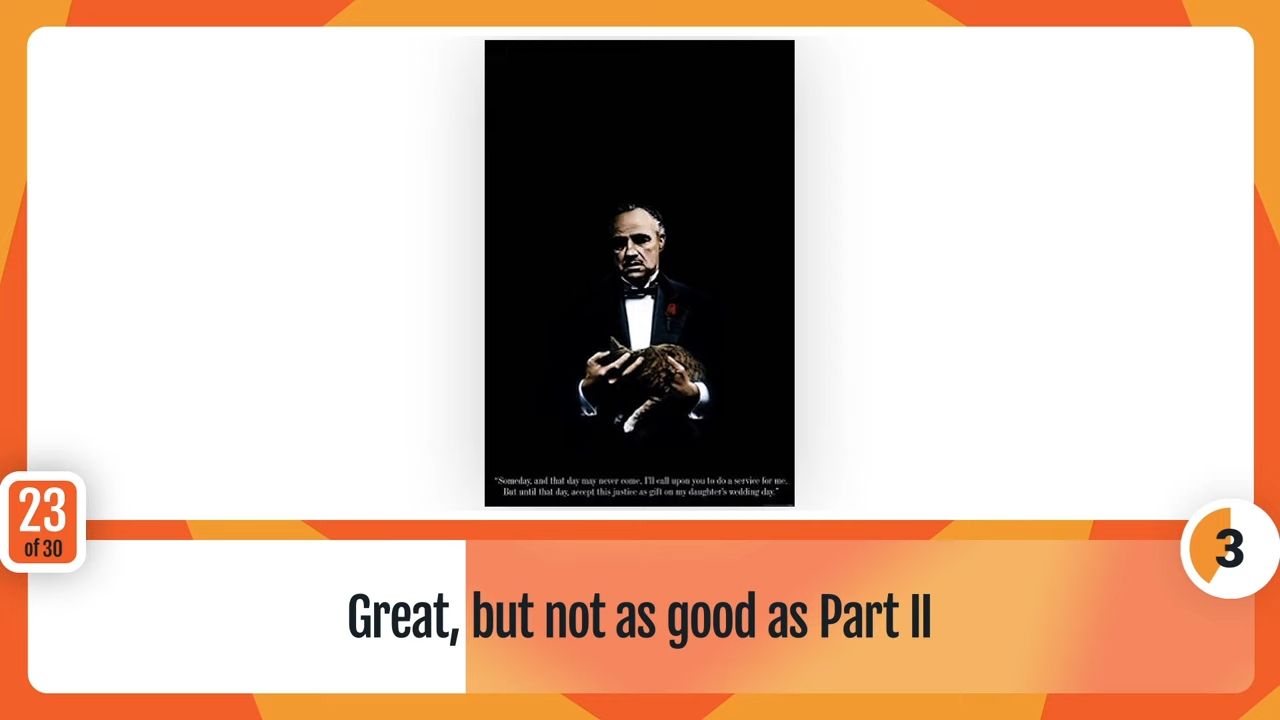 "Someday, and that day may never come, I'll call upon you to do a service for me.
But until that day, accept this justice as gift on my daughter's wedding day."
23
of 30
3
Great, but not as good as Part II